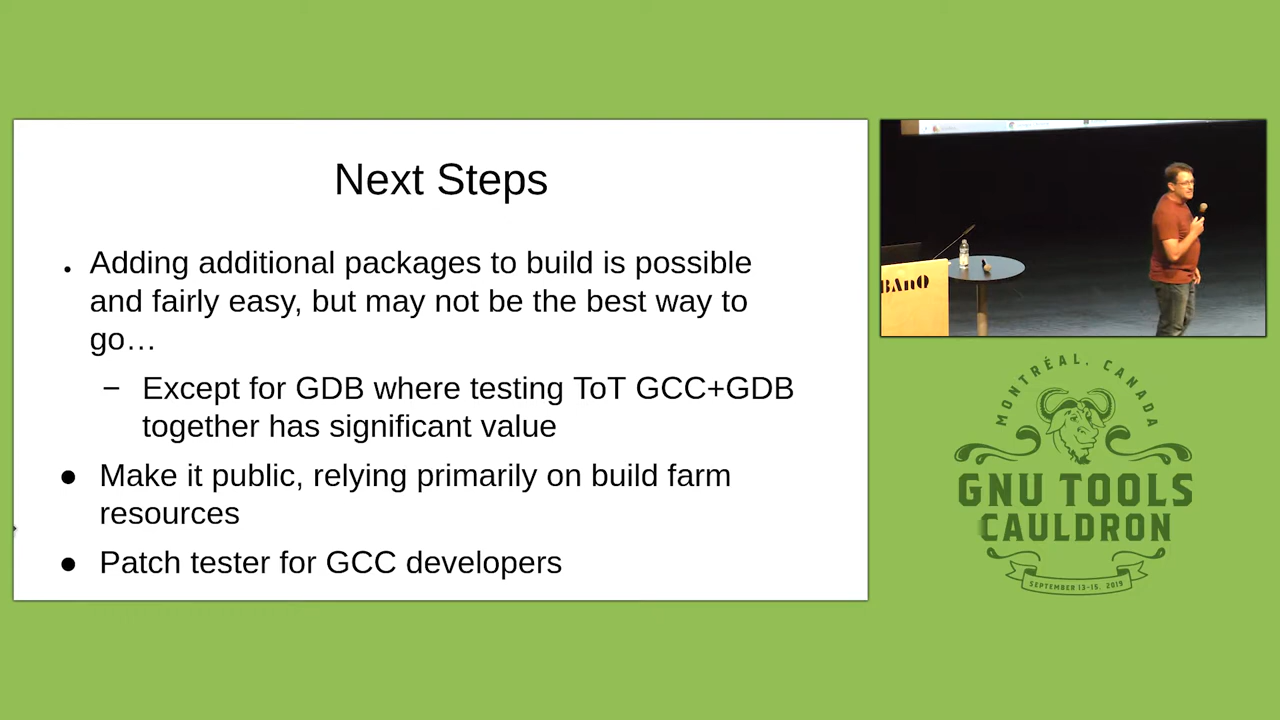 Next Steps
Adding additional packages to build is possible
and fairly easy, but may not be the best way to
go…
Except for GDB where testing ToT GCC+GDB
together has significant value
Make it public, relying primarily on build farm
resources
Patch tester for GCC developers
BAnQ
MONTRÉAL, CANADA
GNU TOOLS
CAULDRON
SEPTEMBER 13-15, 2019